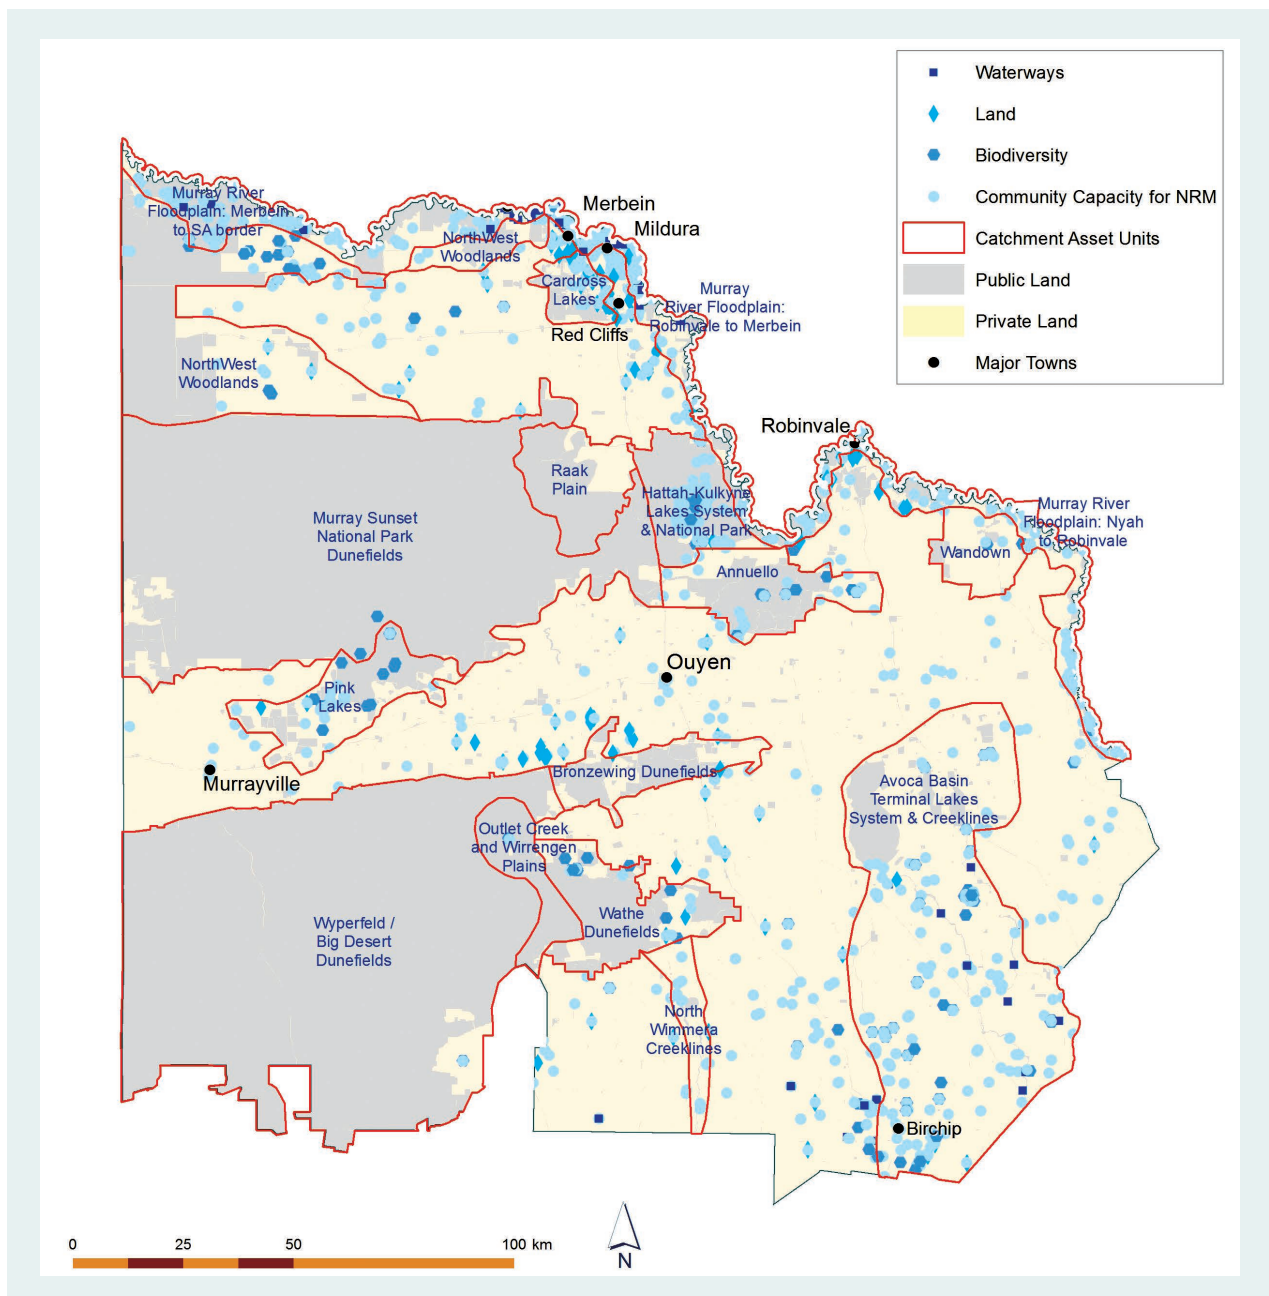 Waterways
Land
Biodiversity
Community Capacity for NRM
Catchment Asset Units
Public Land
Private Land
Major Towns
Murray River
Floodplain: Merbein
to SA border
Merbein
Mildura
NorthWest
Woodlands
Cardross
Lakes
Murray
River Floodplain:
Robinvale to Merbein
Red Cliffs
NorthWest
Woodlands
Robinvale
Raak
Plain
Hattah-Kulkyne
Lakes System
& National Park
Murray River
Floodplain: Nyah
to Robinvale
Wandown
Murray Sunset
National Park
Dunefields
Annuello
Ouyen
Pink
Lakes
Murrayville
Bronzewing Dunefields
Avoca Basin
Terminal Lakes
System & Creeklines
Outlet Creek
and Wirrengen
Plains
Wathe
Dunefields
Wyperfeld /
Big Desert
Dunefields
North
Wimmera
Creeklines
Birchip
0 25 50 100 km
N